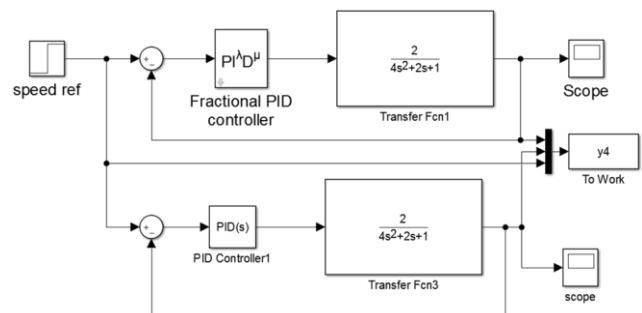 speed ref
+
−
PIλDμ
Fractional PID
controller
2
4s²+2s+1
Transfer Fcn1
Scope
y4
To Work
+
−
PID(s)
PID Controller1
2
4s²+2s+1
Transfer Fcn3
scope